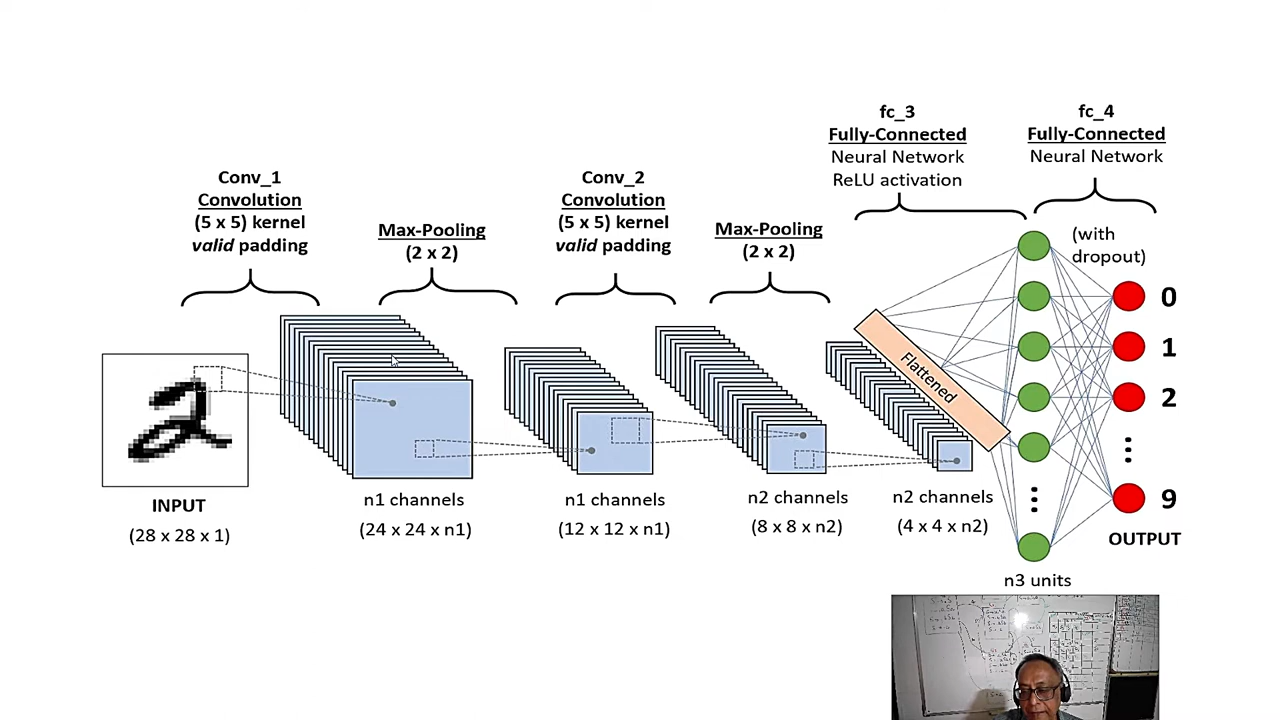 Conv_1
Convolution
(5 x 5) kernel
valid padding
Max-Pooling
(2 x 2)
Conv_2
Convolution
(5 x 5) kernel
valid padding
Max-Pooling
(2 x 2)
fc_3
Fully-Connected
Neural Network
ReLU activation
fc_4
Fully-Connected
Neural Network
(with
dropout)
2
Flattened
0
1
2
9
OUTPUT
INPUT
(28 x 28 x 1)
n1 channels
(24 x 24 x n1)
n1 channels
(12 x 12 x n1)
n2 channels
(8 x 8 x n2)
n2 channels
(4 x 4 x n2)
n3 units